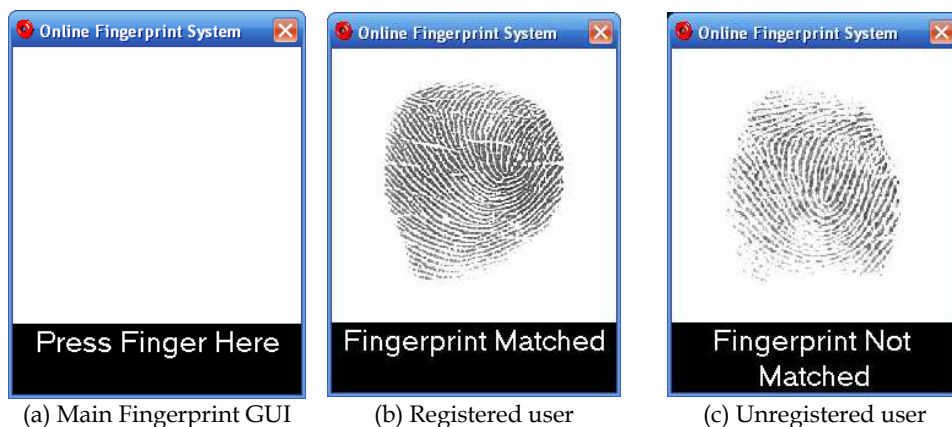 Online Fingerprint System
Press Finger Here
(a) Main Fingerprint GUI
Online Fingerprint System
Fingerprint Matched
(b) Registered user
Online Fingerprint System
Fingerprint Not
Matched
(c) Unregistered user